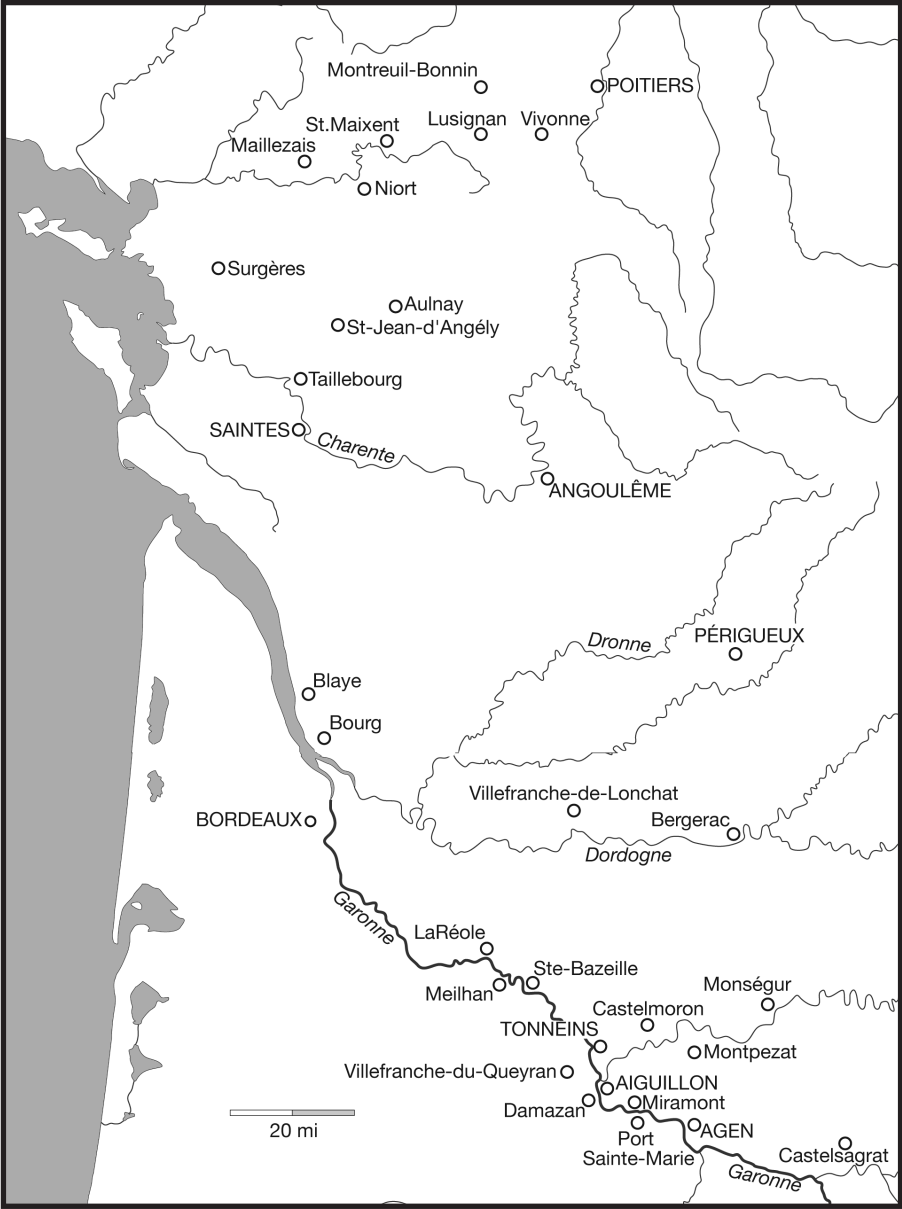 Montreuil-Bonnin
POITIERS
St.Maixent
Lusignan
Vivonne
Maillezais
Niort
Surgères
Aulnay
St-Jean-d'Angély
Taillebourg
SAINTES
Charente
ANGOULÊME
Dronne
PÉRIGUEUX
Blaye
Bourg
Villefranche-de-Lonchat
BORDEAUX
Bergerac
Dordogne
Garonne
LaRéole
Ste-Bazeille
Meilhan
Monségur
Castelmoron
TONNEINS
Montpezat
Villefranche-du-Queyran
AIGUILLON
Damazan
Miramont
20 mi
Port
Sainte-Marie
AGEN
Castelsagrat
Garonne